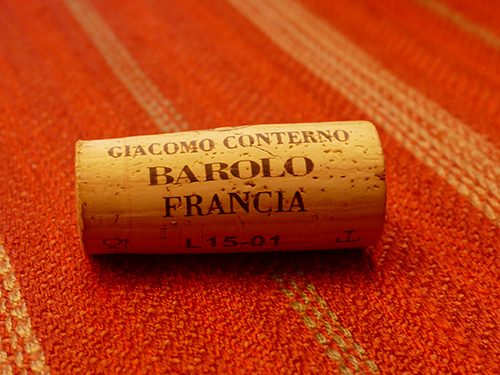 GIACOMO CONTERNO
BAROLO
FRANCIA
L15-01